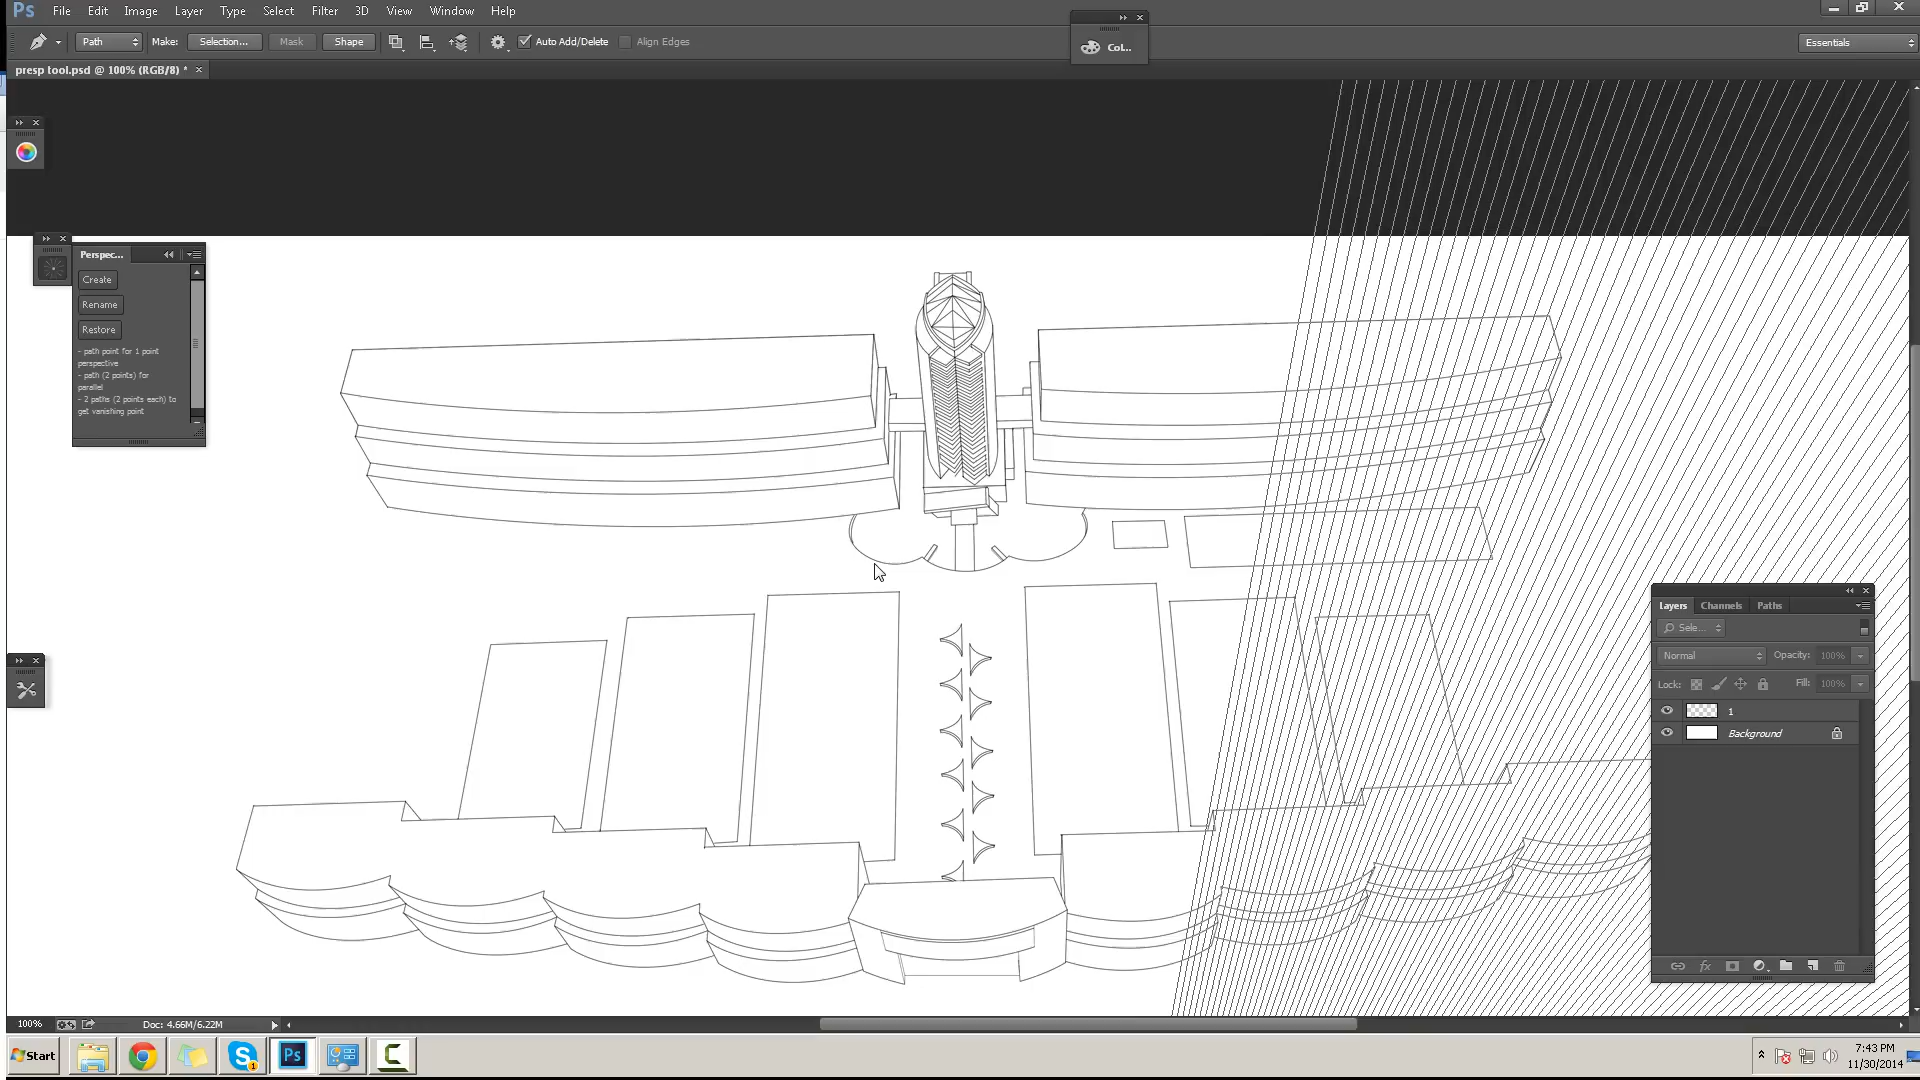 Ps File Edit Image Layer Type Select Filter 3D View Window Help
Path Make: Selection... Mask Shape Auto Add/Delete Align Edges Col... Essentials
presp tool.psd @ 100% (RGB/8) * ×
Perspec...
Create
Rename
Restore
- path point for 1 point
perspective
- path (2 points) for
parallel
- 2 paths (2 points each) to
get vanishing point
Layers Channels Paths
Sele...
Normal Opacity: 100%
Lock: Fill: 100%
1
Background
fx
100% Doc: 4.66M/6.22M
Start S 1 Ps C 7:43 PM
11/30/2014